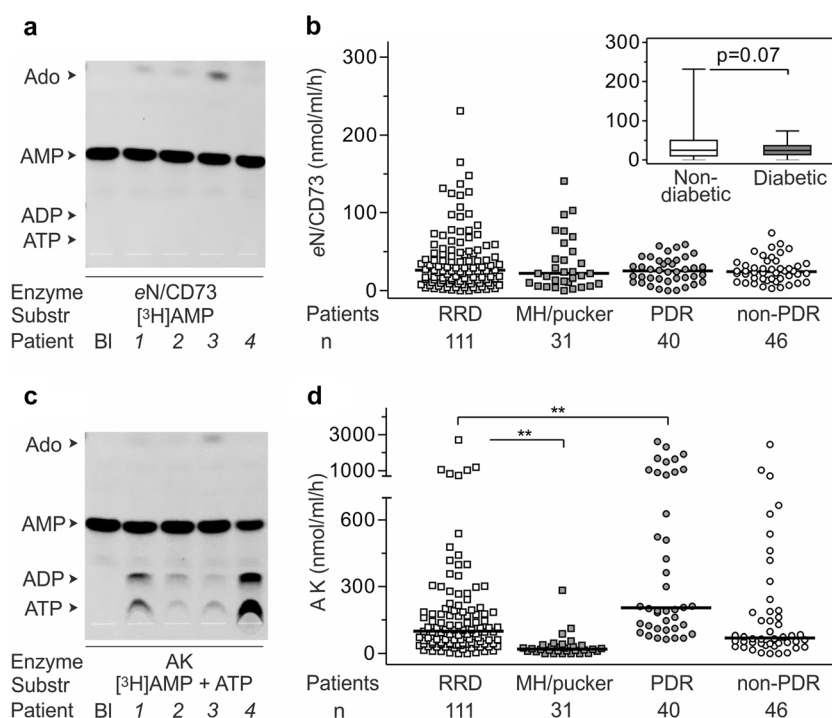 a
Ado
AMP
ADP
ATP
Enzyme eN/CD73
Substr [³H]AMP
Patient Bl 1 2 3 4
b
eN/CD73 (nmol/ml/h)
300
200
100
0
300
200
100
0
p=0.07
Non-diabetic Diabetic
Patients RRD MH/pucker PDR non-PDR
n 111 31 40 46
c
Ado
AMP
ADP
ATP
Enzyme AK
Substr [³H]AMP + ATP
Patient Bl 1 2 3 4
d
AK (nmol/ml/h)
3000
1000
600
300
0
**
**
Patients RRD MH/pucker PDR non-PDR
n 111 31 40 46